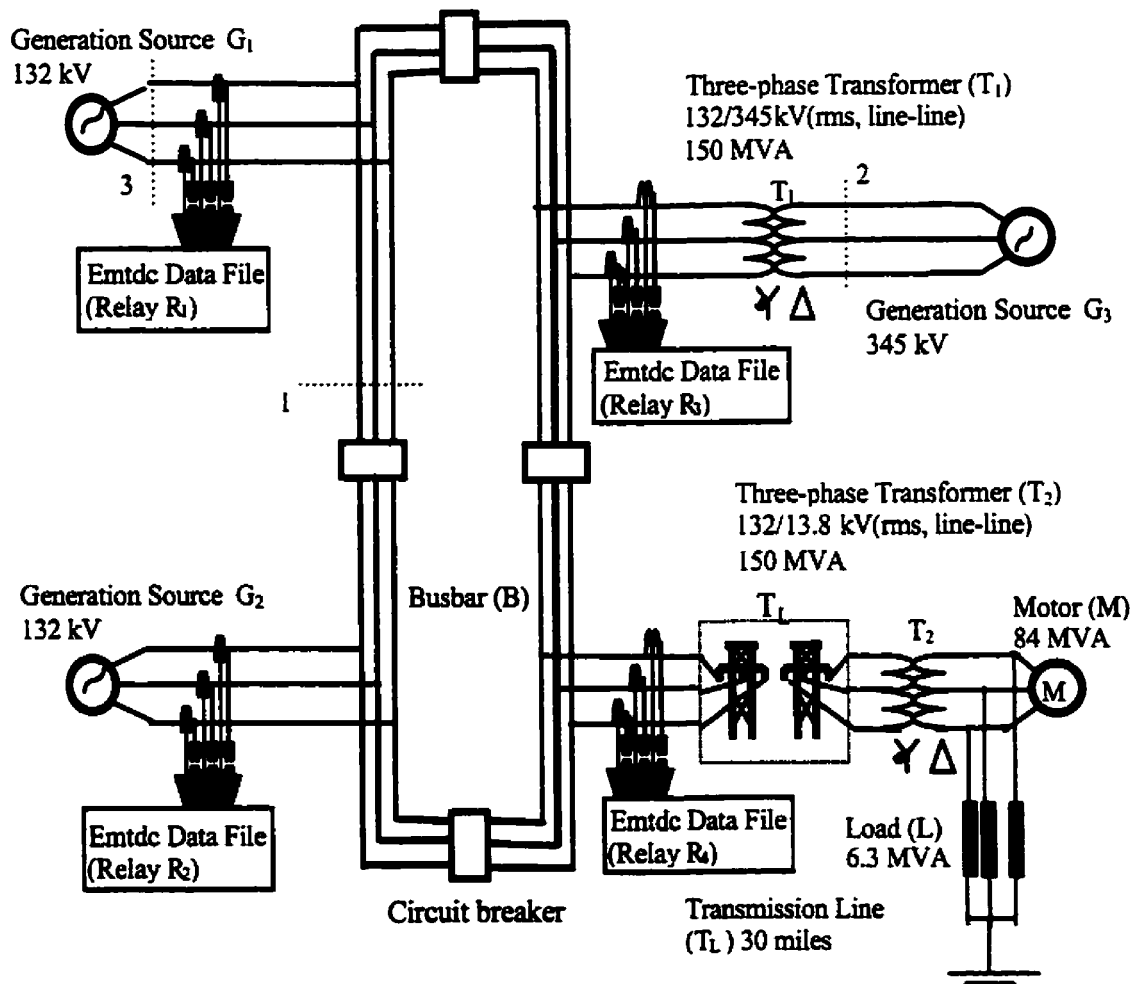 Generation Source G₁
132 kV
3
Emtdc Data File
(Relay R₁)
1
Three-phase Transformer (T₁)
132/345kV(rms, line-line)
150 MVA
T₁
2
Y Δ
Generation Source G₃
345 kV
Emtdc Data File
(Relay R₃)
Three-phase Transformer (T₂)
132/13.8 kV(rms, line-line)
150 MVA
Generation Source G₂
132 kV
Busbar (B)
T_L
T₂
Motor (M)
84 MVA
M
Y Δ
Emtdc Data File
(Relay R₂)
Emtdc Data File
(Relay R₄)
Load (L)
6.3 MVA
Circuit breaker
Transmission Line
(T_L) 30 miles